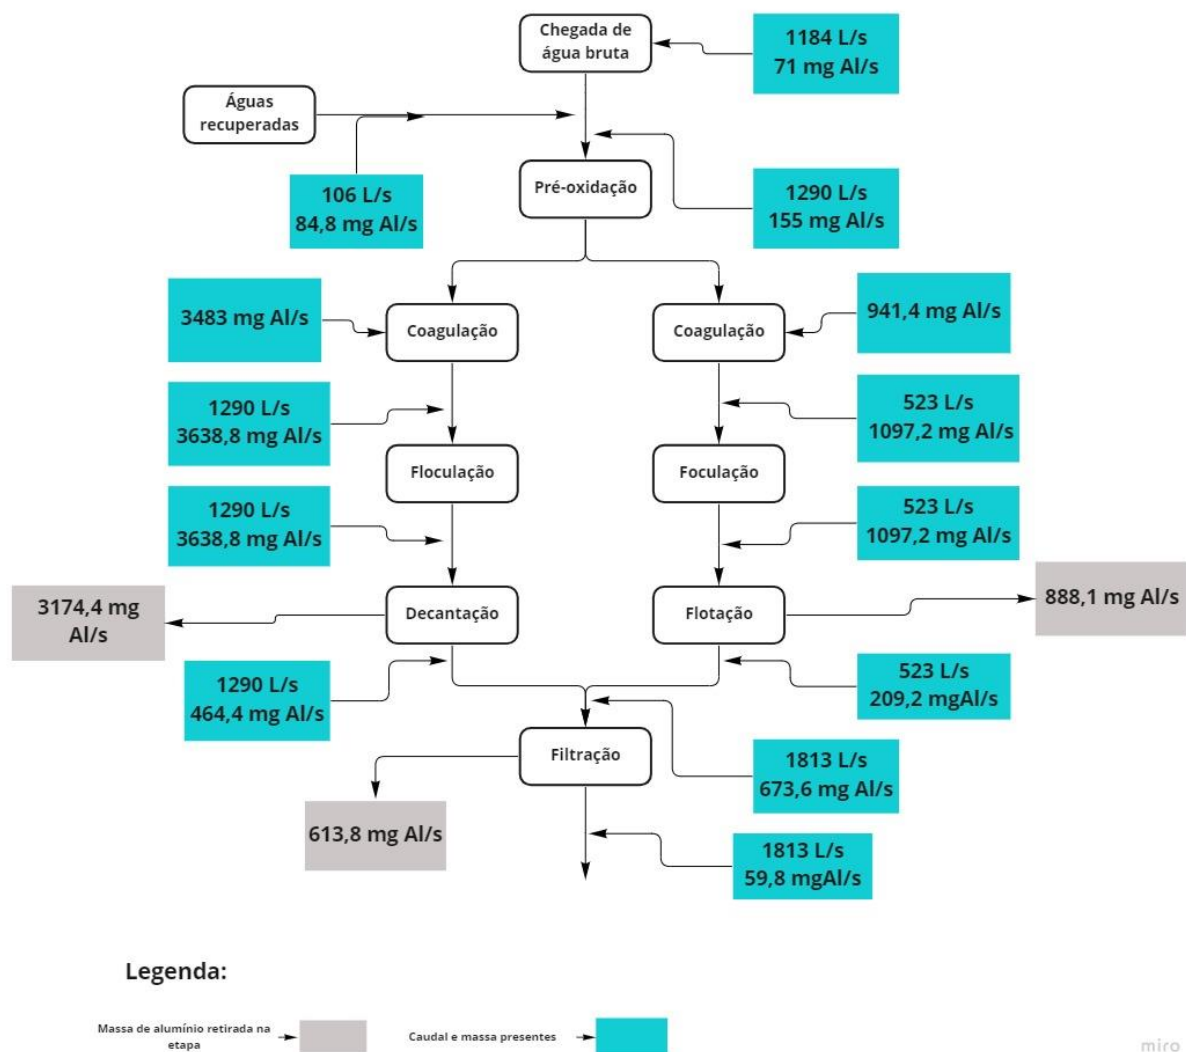 Chegada de
água bruta
1184 L/s
71 mg Al/s
Águas
recuperadas
106 L/s
84,8 mg Al/s
Pré-oxidação
1290 L/s
155 mg Al/s
3483 mg Al/s
Coagulação
Coagulação
941,4 mg Al/s
1290 L/s
3638,8 mg Al/s
523 L/s
1097,2 mg Al/s
Floculação
Foculação
1290 L/s
3638,8 mg Al/s
523 L/s
1097,2 mg Al/s
3174,4 mg
Al/s
Decantação
Flotação
888,1 mg Al/s
1290 L/s
464,4 mg Al/s
523 L/s
209,2 mgAl/s
Filtração
1813 L/s
673,6 mg Al/s
613,8 mg Al/s
1813 L/s
59,8 mgAl/s
Legenda:
Massa de alumínio retirada na
etapa
Caudal e massa presentes
miro